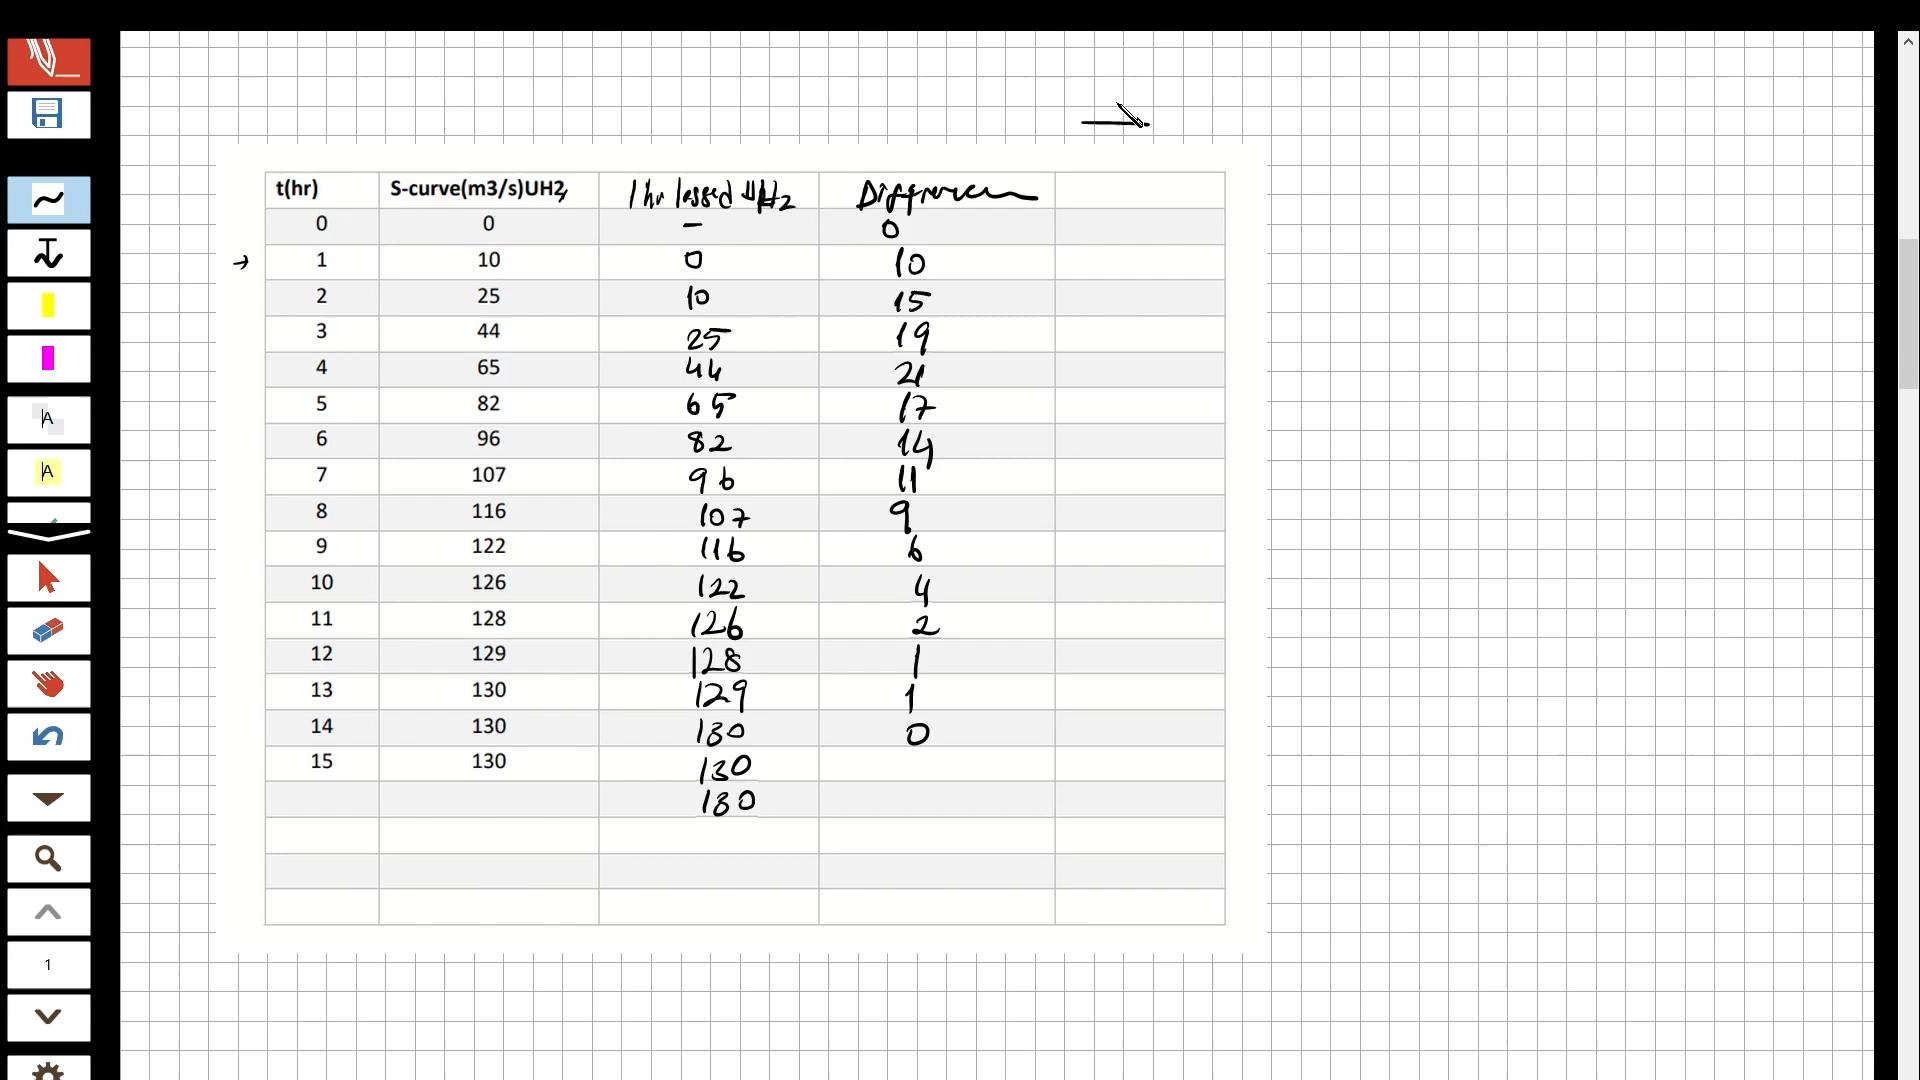 t(hr) S-curve(m3/s)UH2 1hr lagged UH2 Difference
0 0 - 0
→ 1 10 0 10
2 25 10 15
3 44 25 19
4 65 44 21
5 82 65 17
6 96 82 14
7 107 96 11
8 116 107 9
9 122 116 6
10 126 122 4
11 128 126 2
12 129 128 1
13 130 129 1
14 130 130 0
15 130 130
130
A
A
1